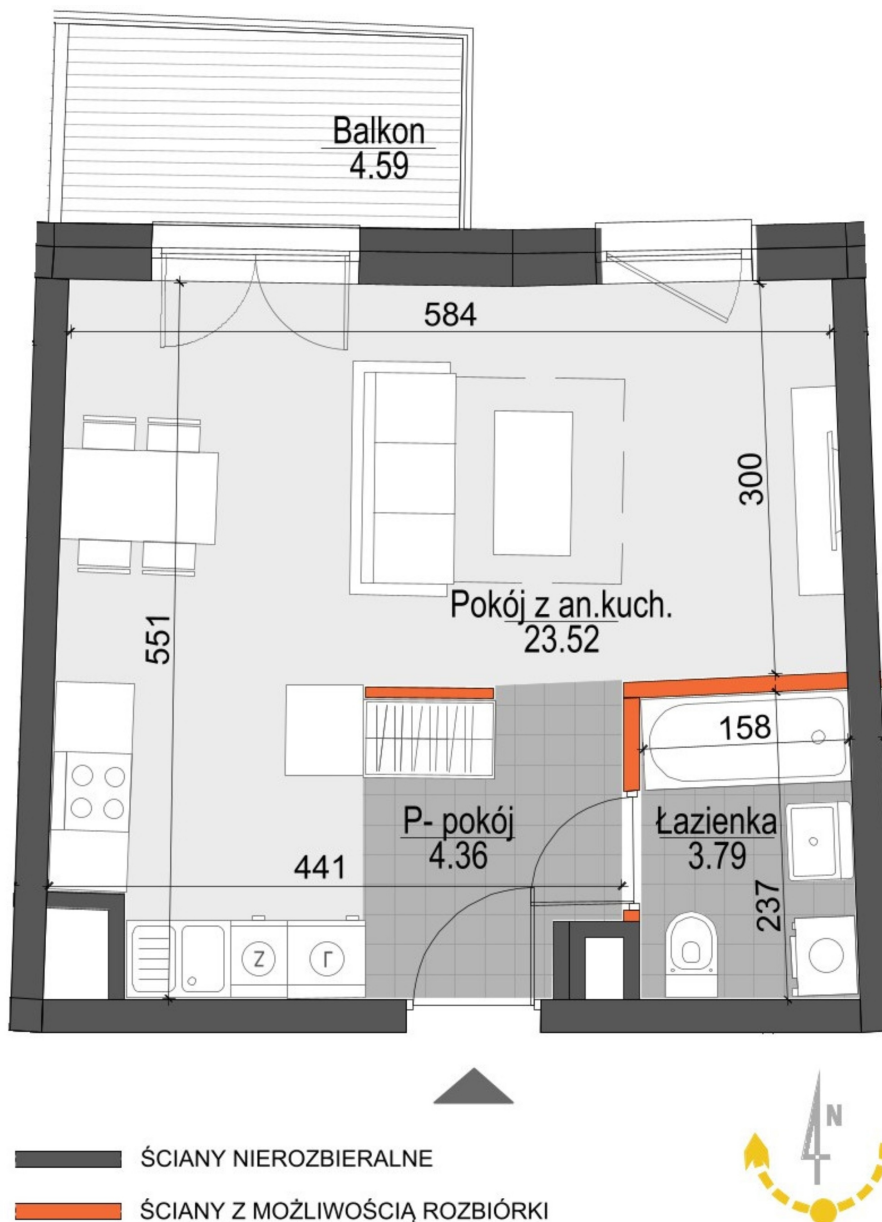 Balkon
4.59
584
300
551
Pokój z an.kuch.
23.52
158
P- pokój
4.36
Łazienka
3.79
441
237
Z
N
ŚCIANY NIEROZBIERALNE
ŚCIANY Z MOŻLIWOŚCIĄ ROZBIÓRKI